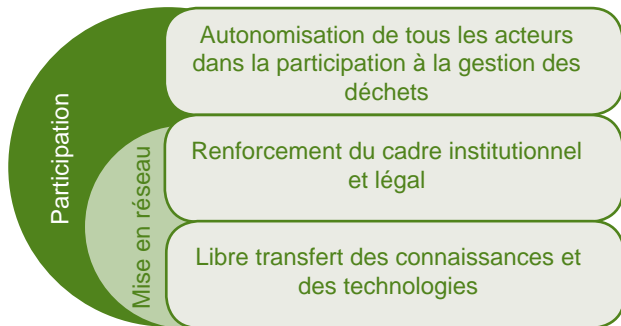 Participation
Mise en réseau
Autonomisation de tous les acteurs
dans la participation à la gestion des
déchets
Renforcement du cadre institutionnel
et légal
Libre transfert des connaissances et
des technologies